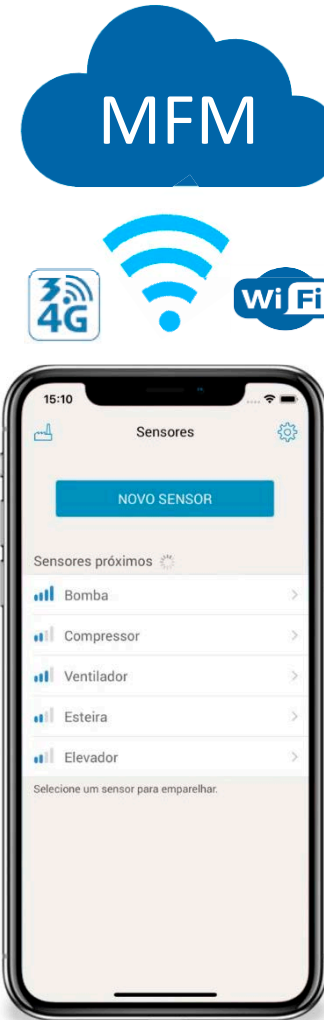 MFM
3G
4G
Wi Fi
15:10
Sensores
NOVO SENSOR
Sensores próximos
Bomba
Compressor
Ventilador
Esteira
Elevador
Selecione um sensor para emparelhar.